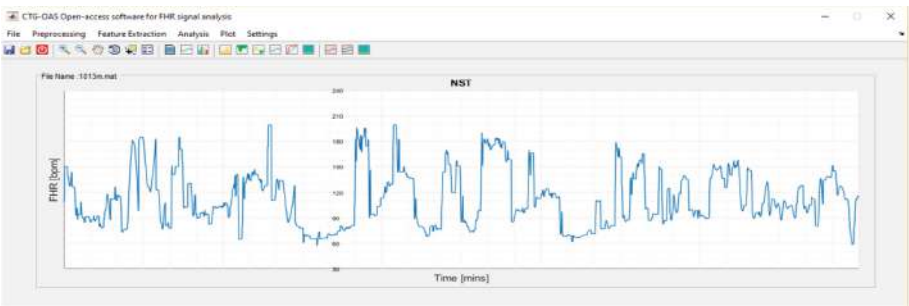 CTG-OAS Open-access software for FHR signal analysis
File Preprocessing Feature Extraction Analysis Plot Settings
File Name :1013m.mat
NST
240
210
180
150
120
90
60
30
FHR [bpm]
Time [mins]